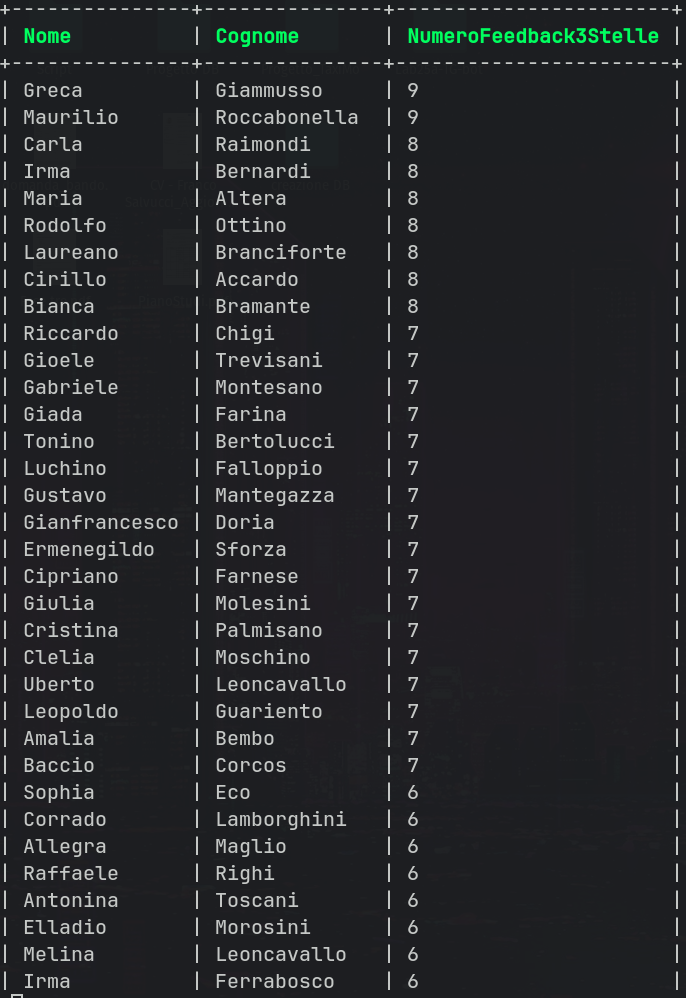 +----------------+---------------+------------------------+
| Nome | Cognome | NumeroFeedback3Stelle |
+----------------+---------------+------------------------+
| Greca | Giammusso | 9 |
| Maurilio | Roccabonella | 9 |
| Carla | Raimondi | 8 |
| Irma | Bernardi | 8 |
| Maria | Altera | 8 |
| Rodolfo | Ottino | 8 |
| Laureano | Branciforte | 8 |
| Cirillo | Accardo | 8 |
| Bianca | Bramante | 8 |
| Riccardo | Chigi | 7 |
| Gioele | Trevisani | 7 |
| Gabriele | Montesano | 7 |
| Giada | Farina | 7 |
| Tonino | Bertolucci | 7 |
| Luchino | Falloppio | 7 |
| Gustavo | Mantegazza | 7 |
| Gianfrancesco | Doria | 7 |
| Ermenegildo | Sforza | 7 |
| Cipriano | Farnese | 7 |
| Giulia | Molesini | 7 |
| Cristina | Palmisano | 7 |
| Clelia | Moschino | 7 |
| Uberto | Leoncavallo | 7 |
| Leopoldo | Guariento | 7 |
| Amalia | Bembo | 7 |
| Baccio | Corcos | 7 |
| Sophia | Eco | 6 |
| Corrado | Lamborghini | 6 |
| Allegra | Maglio | 6 |
| Raffaele | Righi | 6 |
| Antonina | Toscani | 6 |
| Elladio | Morosini | 6 |
| Melina | Leoncavallo | 6 |
| Irma | Ferrabosco | 6 |